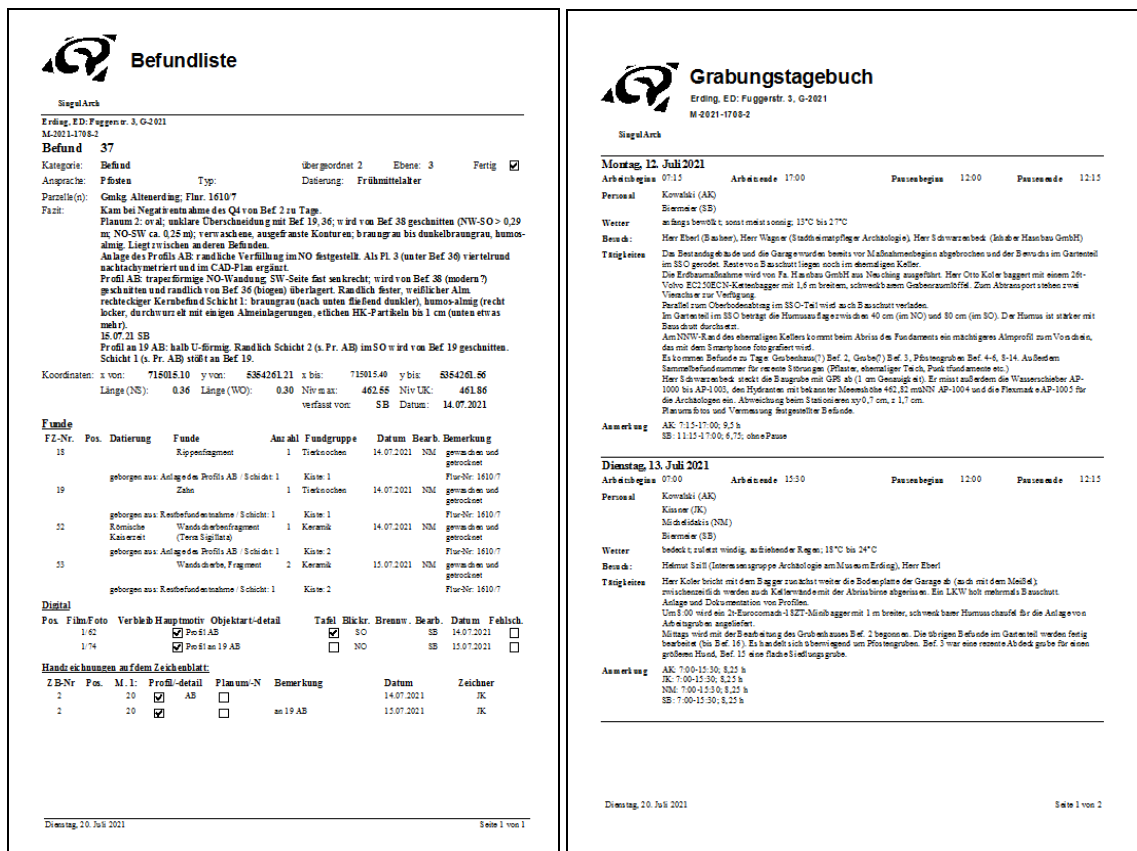 Befundliste
SingulArch
Erding, ED: Fuggerstr. 3, G-2021
M-2021-1708-2
Befund 37
Kategorie: Befund übergeordnet 2 Ebene: 3 Fertig
Ansprache: Pfosten Typ: Datierung: Frühmittelalter
Parzelle(n): Gmkg. Altenerding; Flnr. 1610/7
Fazit: Kam bei Negativentnahme des Q4 von Bef. 2 zu Tage.
Planum 2: oval; unklare Überschneidung mit Bef. 19, 36; wird von Bef. 38 geschnitten (NW-SO > 0,29
m; NO-SW ca. 0,25 m); verwaschene, ausgefranste Konturen; braungrau bis dunkelbraungrau, humos-
almig. Liegt zwischen anderen Befunden.
Anlage des Profils AB: randliche Verfüllung im NO festgestellt. Als Pl. 3 (unter Bef. 36) viertelrund
nachtachymetriert und im CAD-Plan ergänzt.
Profil AB: traperförmige NO-Wandung; SW-Seite fast senkrecht; wird von Bef. 38 (modern?)
geschnitten und randlich von Bef. 36 (biogen) überlagert. Randlich fester, weißlicher Alm.
rechteckiger Kernbefund Schicht 1: braungrau (nach unten fließend dunkler), humos-almig (recht
locker, durchwurzelt mit einigen Almeinlagerungen, etlichen HK-Partikeln bis 1 cm (unten etwas
mehr).
15.07.21 SB
Profil an 19 AB: halb U-förmig. Randlich Schicht 2 (s. Pr. AB) im SO wird von Bef. 19 geschnitten.
Schicht 1 (s. Pr. AB) stößt an Bef. 19.
Koordinaten: x von: 715015.10 y von: 5354261.21 x bis: 715015.40 y bis: 5354261.56
Länge (NS): 0.36 Länge (WO): 0.30 Niv max: 462.55 Niv UK: 461.86
verfasst von: SB Datum: 14.07.2021
Funde
FZ-Nr. Pos. Datierung Funde Anzahl Fundgruppe Datum Bearb. Bemerkung
18 Rippenfragment 1 Tierknochen 14.07.2021 NM gewaschen und
getrocknet
geborgen aus: Anlage des Profils AB / Schicht: 1 Kiste: 1 Flur-Nr: 1610/7
19 Zahn 1 Tierknochen 14.07.2021 NM gewaschen und
getrocknet
geborgen aus: Restbefundentnahme / Schicht: 1 Kiste: 1 Flur-Nr: 1610/7
52 Römische Wandscherbenfragment 1 Keramik 14.07.2021 NM gewaschen und
Kaiserzeit (Terra Sigillata) getrocknet
geborgen aus: Anlage des Profils AB / Schicht: 1 Kiste: 2 Flur-Nr: 1610/7
53 Wandscherbe, Fragment 2 Keramik 15.07.2021 NM gewaschen und
getrocknet
geborgen aus: Restbefundentnahme / Schicht: 1 Kiste: 2 Flur-Nr: 1610/7
Digital
Pos. Film/Foto Verbleib Hauptmotiv Objektart/-detail Tafel Blickr. Brennw. Bearb. Datum Fehlsch.
1/62 Profil AB SO SB 14.07.2021
1/74 Profil an 19 AB NO SB 15.07.2021
Handzeichnungen auf dem Zeichenblatt:
ZB-Nr Pos. M. 1: Profil/-detail Planum/-N Bemerkung Datum Zeichner
2 20 AB 14.07.2021 JK
2 20 an 19 AB 15.07.2021 JK
Dienstag, 20. Juli 2021 Seite 1 von 1
Grabungstagebuch
Erding, ED: Fuggerstr. 3, G-2021
M-2021-1708-2
SingulArch
Montag, 12. Juli 2021
Arbeitsbeginn 07:15 Arbeitsende 17:00 Pausenbeginn 12:00 Pausenende 12:15
Personal Kowalski (AK)
Biermeier (SB)
Wetter anfangs bewölkt; sonst meist sonnig; 13°C bis 27°C
Besuch: Herr Eberl (Bauherr), Herr Wagner (Stadtheimatpfleger Archäologie), Herr Schwarzenbeck (Inhaber Hausbau GmbH)
Tätigkeiten Das Bestandsgebäude und die Garage wurden bereits vor Maßnahmenbeginn abgebrochen und der Bewuchs im Gartenteil
im SSO gerodet. Reste von Bauschutt liegen noch im ehemaligen Keller.
Die Erdbaumaßnahme wird von Fa. Hausbau GmbH aus Neuching ausgeführt. Herr Otto Koler baggert mit einem 26t-
Volvo EC250ECN-Kettenbagger mit 1,6 m breitem, schwenkbarem Grabenraumlöffel. Zum Abtransport stehen zwei
Vierachser zur Verfügung.
Parallel zum Oberbodenabtrag im SSO-Teil wird auch Bauschutt verladen.
Im Gartenteil im SSO beträgt die Humusauflage zwischen 40 cm (im NO) und 80 cm (im SO). Der Humus ist stärker mit
Bauschutt durchsetzt.
Am NNW-Rand des ehemaligen Kellers kommt beim Abriss des Fundaments ein mächtigeres Almprofil zum Vorschein,
das mit dem Smartphone fotografiert wird.
Es kommen Befunde zu Tage: Grubenhaus(?) Bef. 2, Grube(?) Bef. 3, Pfostengruben Bef. 4-6, 8-14. Außerdem
Sammelbefundnummer für rezente Störungen (Pflaster, ehemaliger Teich, Punktfundamente etc.)
Herr Schwarzenbeck steckt die Baugrube mit GPS ab (1 cm Genauigkeit). Er misst außerdem die Wasserschieber AP-
1000 bis AP-1003, den Hydranten mit bekannter Meereshöhe 462,82 müNN AP-1004 und die Flexmarke AP-1005 für
die Archäologen ein. Abweichung beim Stationieren xy 0,7 cm, z 1,7 cm.
Planumsfotos und Vermessung festgestellter Befunde.
Anmerkung AK: 7:15-17:00; 9,5 h
SB: 11:15-17:00; 6,75; ohne Pause
Dienstag, 13. Juli 2021
Arbeitsbeginn 07:00 Arbeitsende 15:30 Pausenbeginn 12:00 Pausenende 12:15
Personal Kowalski (AK)
Kissner (JK)
Michelidakis (NM)
Biermeier (SB)
Wetter bedeckt; zuletzt windig, auffrischender Regen; 18°C bis 24°C
Besuch: Helmut Szill (Interessensgruppe Archäologie am Museum Erding), Herr Eberl
Tätigkeiten Herr Koler bricht mit dem Bagger zunächst weiter die Bodenplatte der Garage ab (auch mit dem Meißel);
zwischenzeitlich werden auch Kellerwände mit der Abrissbirne abgerissen. Ein LKW holt mehrmals Bauschutt.
Anlage und Dokumentation von Profilen.
Um 8:00 wird ein 2t-Eurocomach-18ZT-Minibagger mit 1 m breiter, schwenkbarer Humusschaufel für die Anlage von
Arbeitsgruben angeliefert.
Mittags wird mit der Bearbeitung des Grubenhauses Bef. 2 begonnen. Die übrigen Befunde im Gartenteil werden fertig
bearbeitet (bis Bef. 16). Es handelt sich überwiegend um Pfostengruben. Bef. 3 war eine rezente Abdeckgrube für einen
größeren Hund, Bef. 15 eine flache Siedlungsgrube.
Anmerkung AK: 7:00-15:30; 8,25 h
JK: 7:00-15:30; 8,25 h
NM: 7:00-15:30; 8,25 h
SB: 7:00-15:30; 8,25 h
Dienstag, 20. Juli 2021 Seite 1 von 2